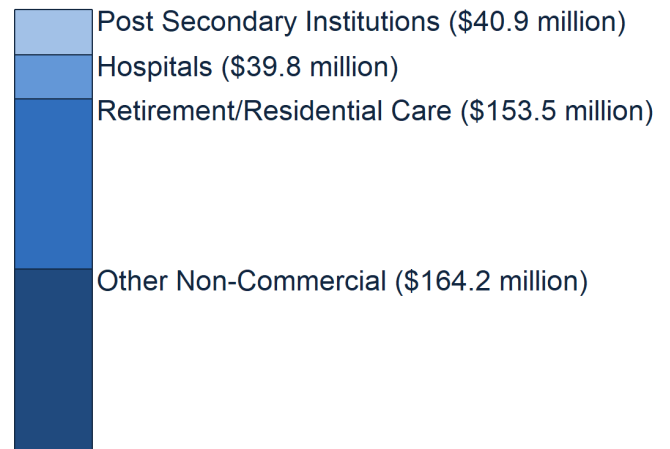 Post Secondary Institutions ($40.9 million)
Hospitals ($39.8 million)
Retirement/Residential Care ($153.5 million)
Other Non-Commercial ($164.2 million)